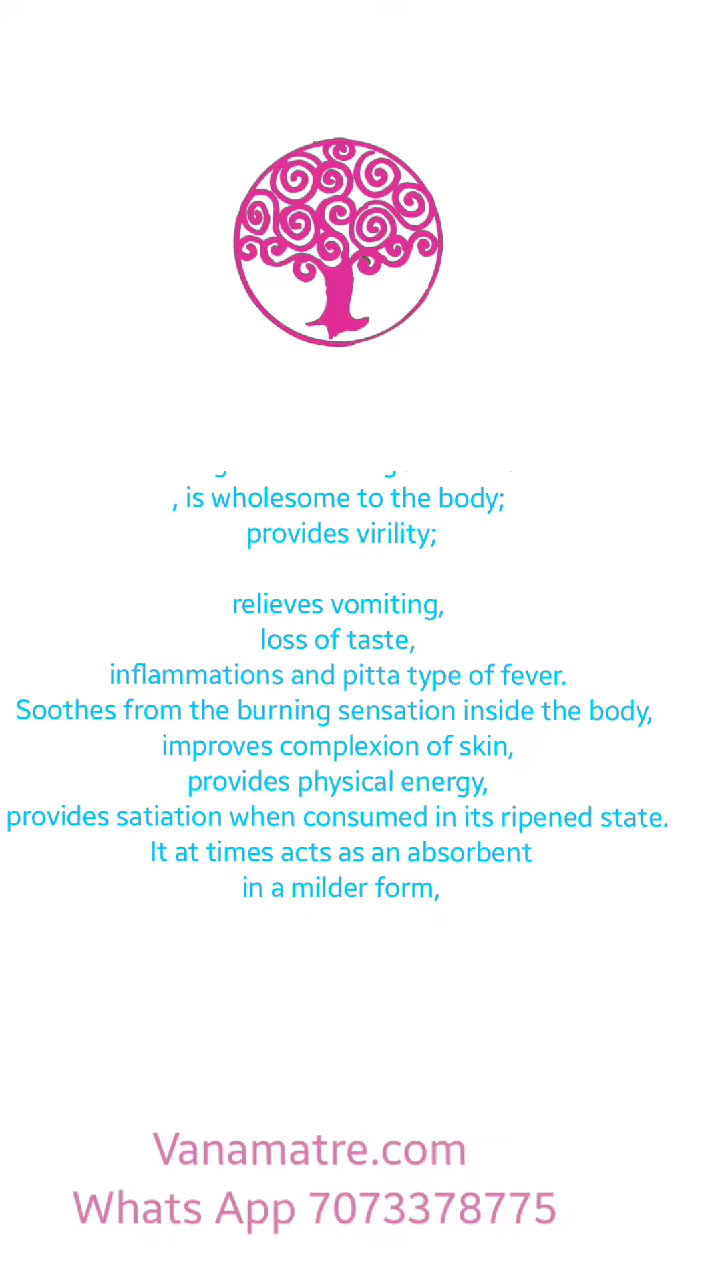 , is wholesome to the body;
provides virility;
relieves vomiting,
loss of taste,
inflammations and pitta type of fever.
Soothes from the burning sensation inside the body,
improves complexion of skin,
provides physical energy,
provides satiation when consumed in its ripened state.
It at times acts as an absorbent
in a milder form,
Vanamatre.com
Whats App 7073378775